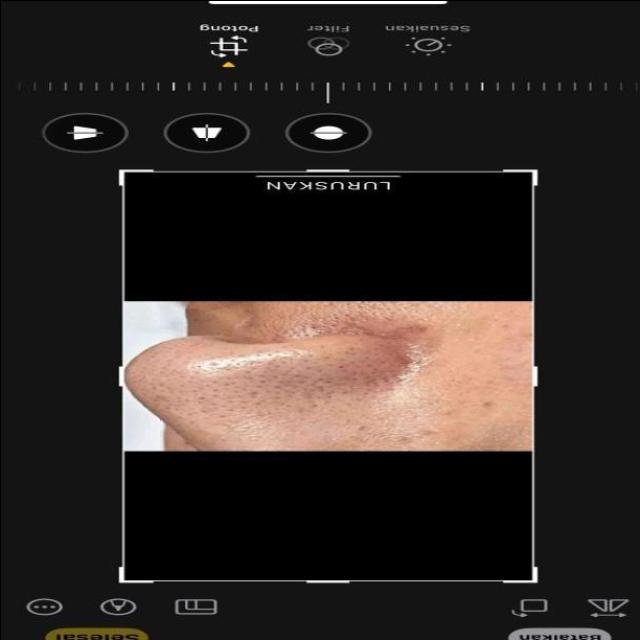 Batalkan
Selesai
LURUSKAN
Sesuaikan
Filter
Potong